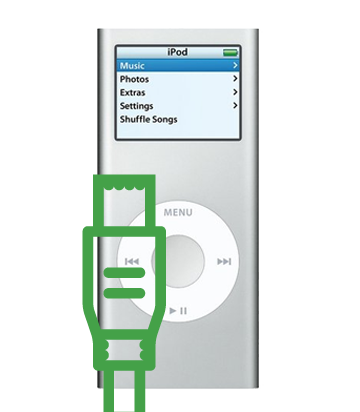 iPod
Music
Photos
Extras
Settings
Shuffle Songs
MENU